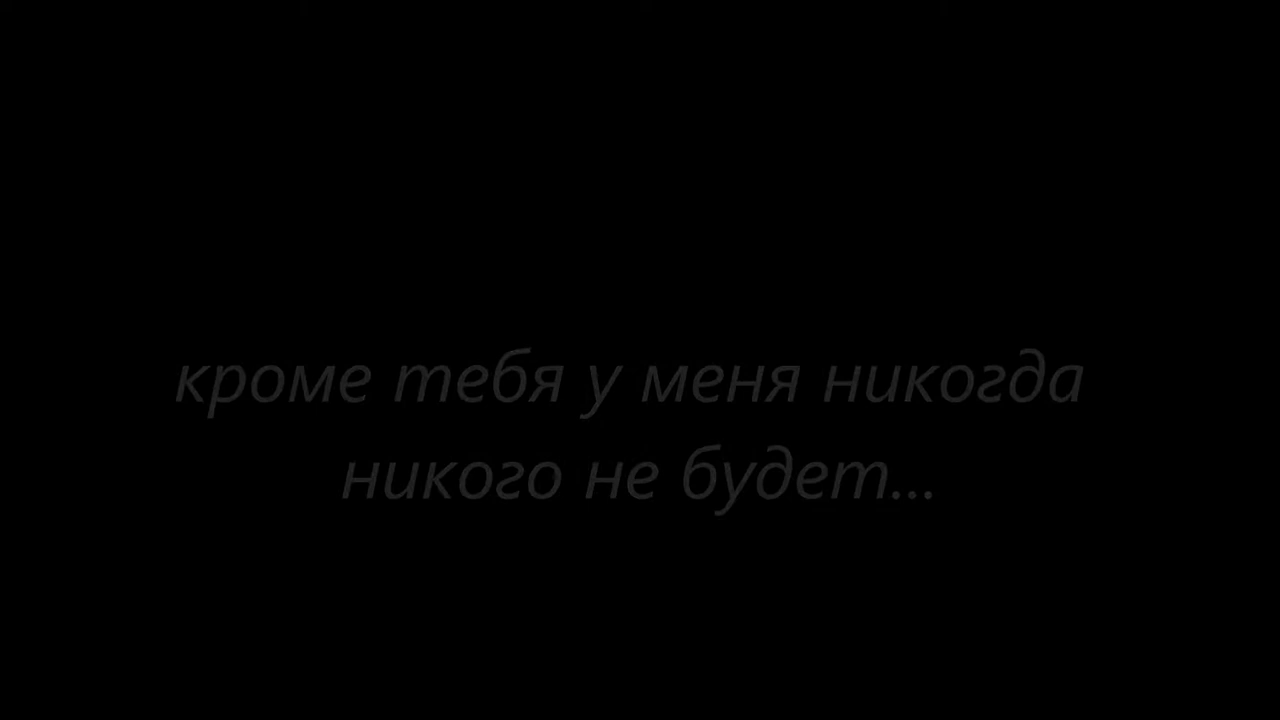 кроме тебя у меня никогда
никого не будет...